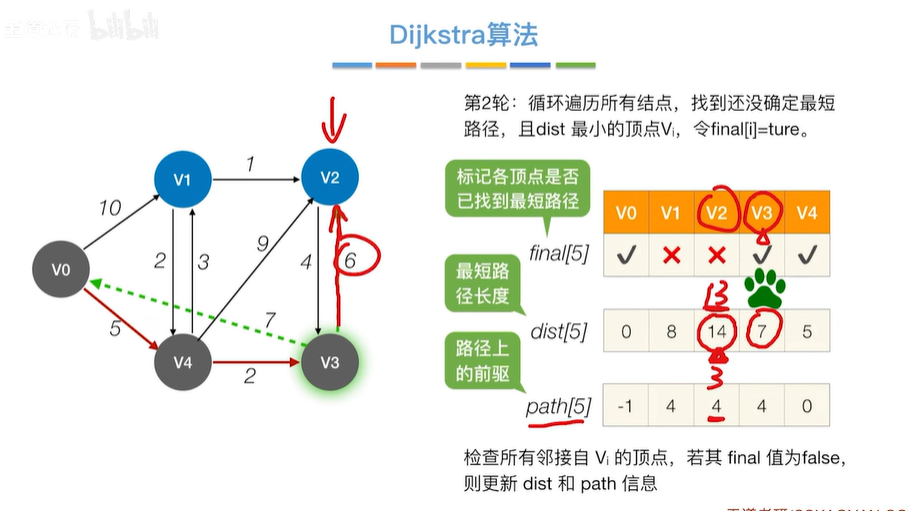 bilibili
Dijkstra算法
第2轮：循环遍历所有结点，找到还没确定最短
路径，且dist 最小的顶点Vᵢ，令final[i]=ture。
标记各顶点是否
已找到最短路径
V0 V1 V2 V3 V4
final[5] ✓ × × ✓ ✓
最短路
径长度
13
dist[5] 0 8 14 7 5
路径上
的前驱
3
path[5] -1 4 4 4 0
检查所有邻接自 Vᵢ 的顶点，若其 final 值为false，
则更新 dist 和 path 信息
1
V1 V2
10
9
2 3 4 6
V0
7
5
V4 V3
2